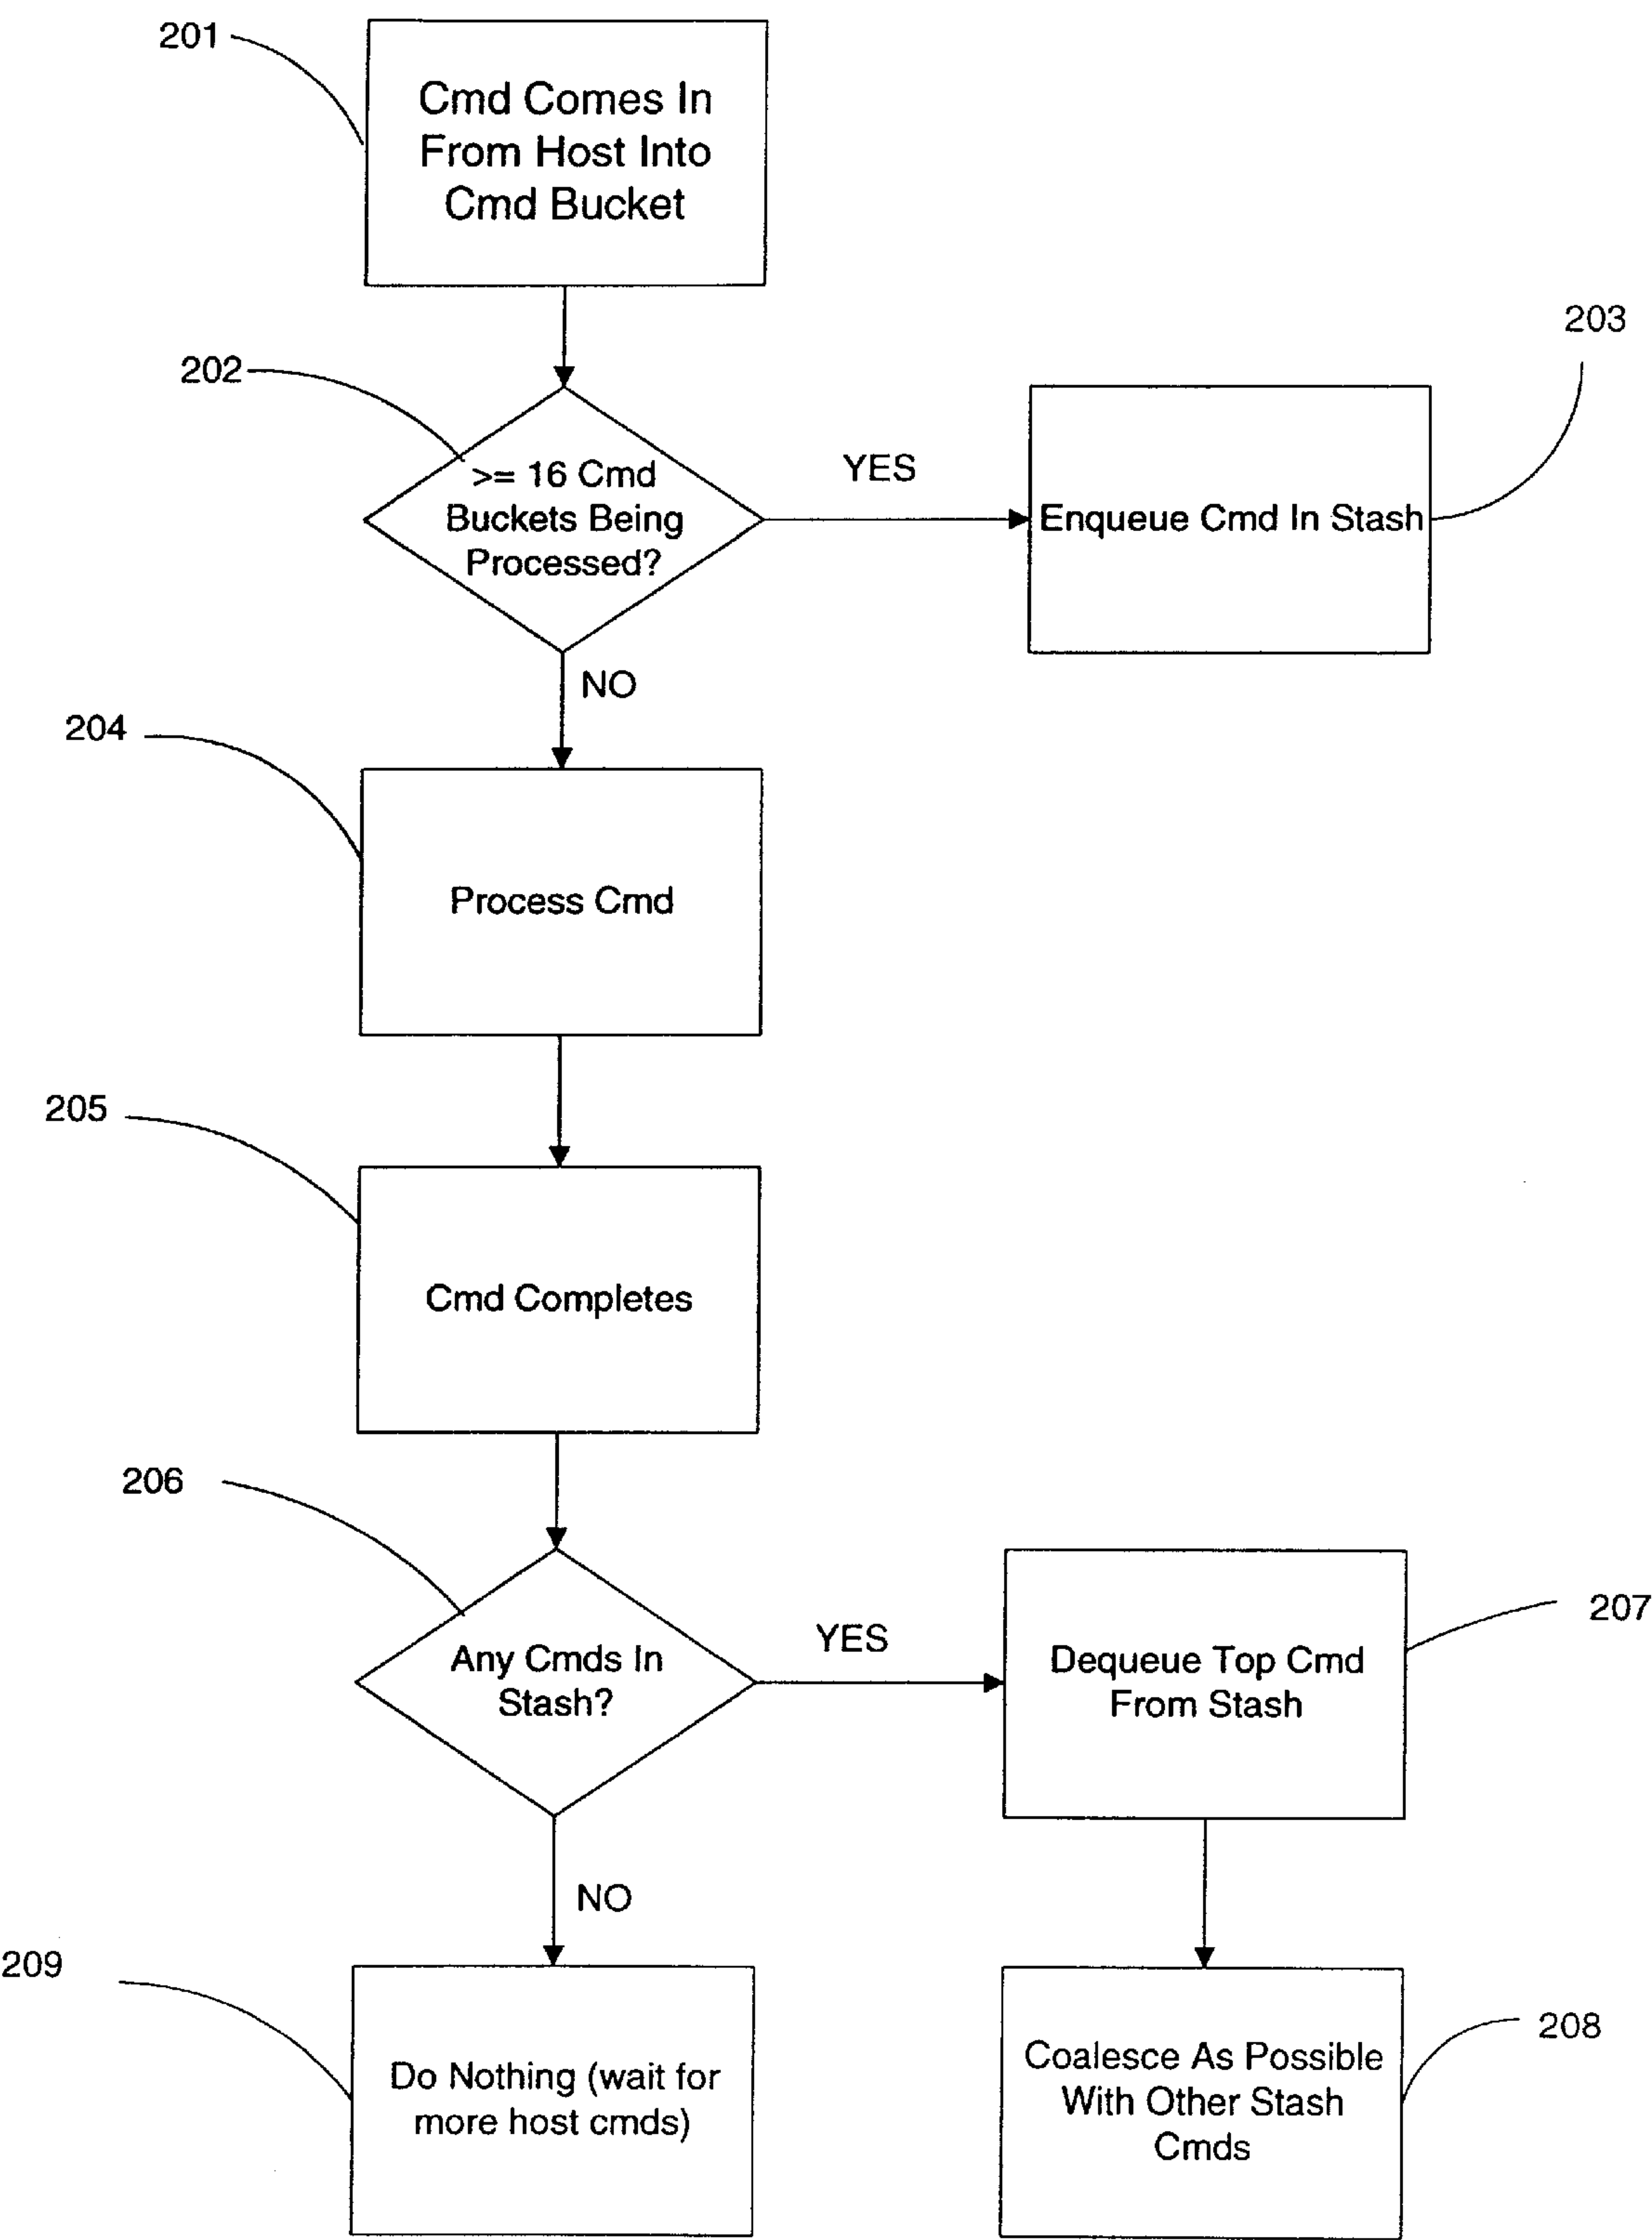 201
Cmd Comes In
From Host Into
Cmd Bucket
202
>= 16 Cmd
Buckets Being
Processed?
YES
203
Enqueue Cmd In Stash
NO
204
Process Cmd
205
Cmd Completes
206
Any Cmds In
Stash?
YES
207
Dequeue Top Cmd
From Stash
NO
209
Do Nothing (wait for
more host cmds)
208
Coalesce As Possible
With Other Stash
Cmds